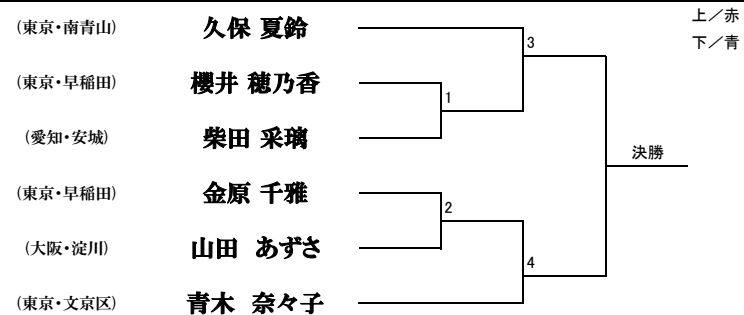 上／赤
下／青
(東京・南青山) 久保 夏鈴
3
(東京・早稲田) 櫻井 穂乃香
1
(愛知・安城) 柴田 采璃
決勝
(東京・早稲田) 金原 千雅
2
(大阪・淀川) 山田 あずさ
4
(東京・文京区) 青木 奈々子